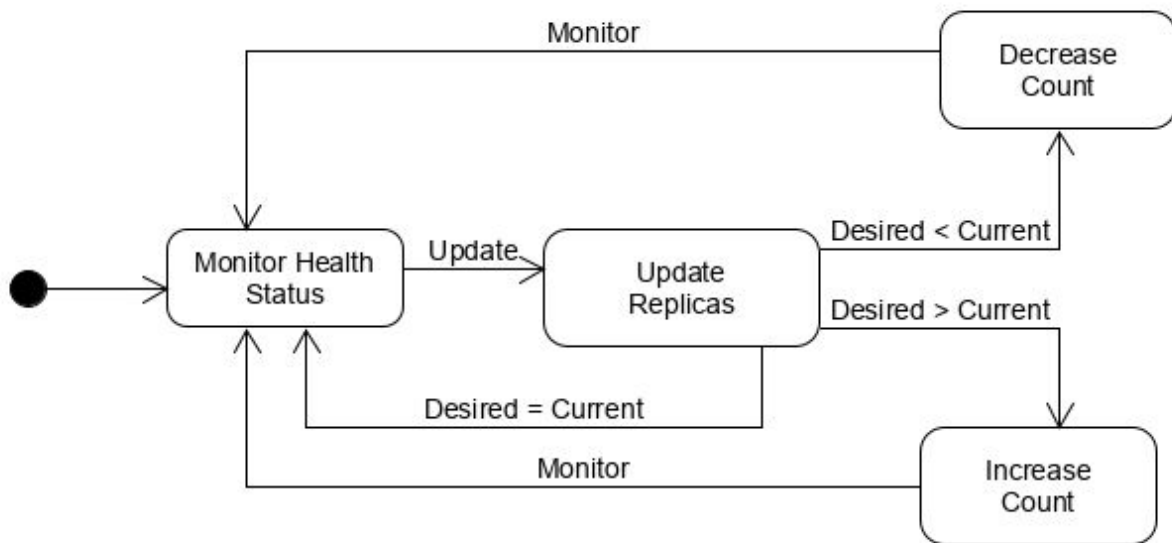 Monitor
Decrease
Count
Monitor Health
Status
Update
Update
Replicas
Desired < Current
Desired > Current
Desired = Current
Monitor
Increase
Count